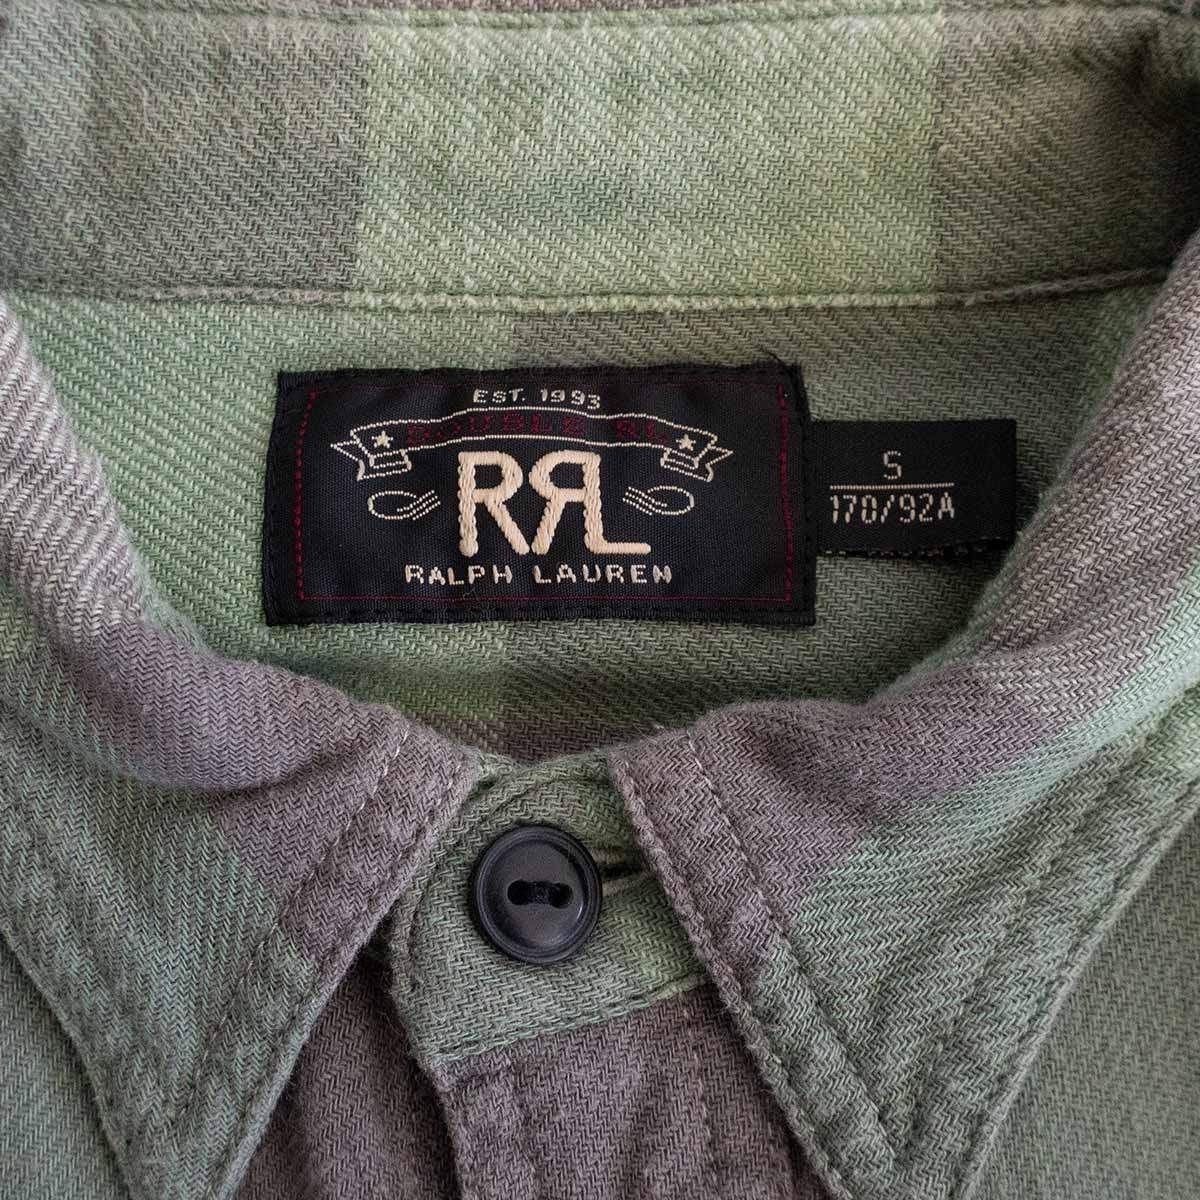 EST. 1993
DOUBLE RL
RRL
RALPH LAUREN
S
170/92A